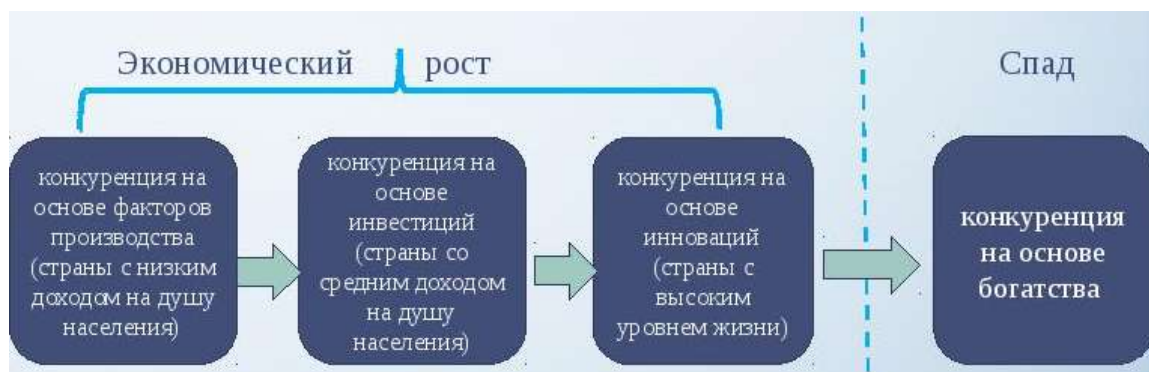 Экономический рост
Спад
конкуренция на
основе факторов
производства
(страны с низким
доходом на душу
населения)
конкуренция на
основе
инвестиций
(страны со
средним доходом
на душу
населения)
конкуренция на
основе
инноваций
(страны с
высоким
уровнем жизни)
конкуренция
на основе
богатства